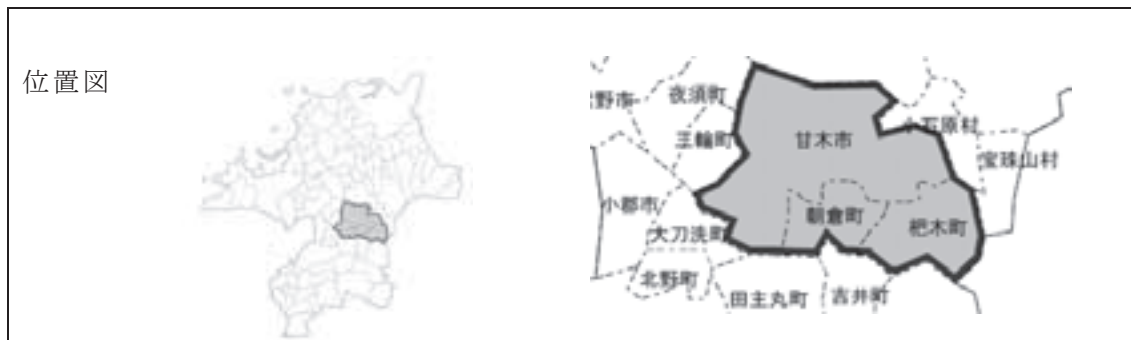 位置図
夜須町
野市
三輪町
甘木市
小石原村
宝珠山村
小郡市
朝倉町
杷木町
大刀洗町
北野町
田主丸町
吉井町